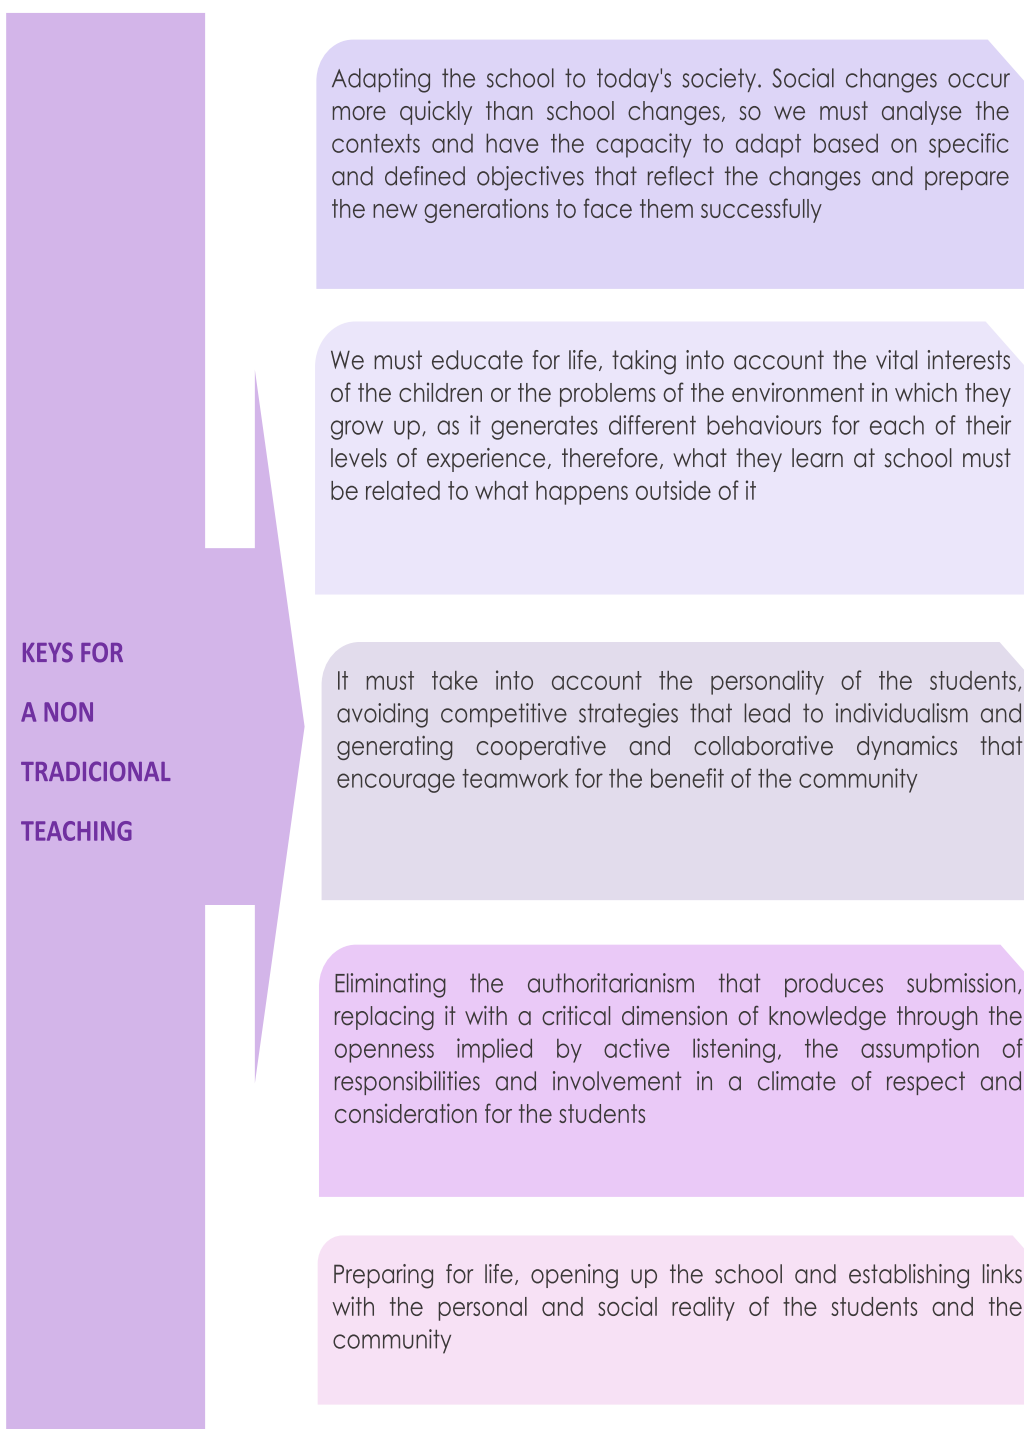 KEYS FOR
A NON
TRADICIONAL
TEACHING
Adapting the school to today's society. Social changes occur
more quickly than school changes, so we must analyse the
contexts and have the capacity to adapt based on specific
and defined objectives that reflect the changes and prepare
the new generations to face them successfully
We must educate for life, taking into account the vital interests
of the children or the problems of the environment in which they
grow up, as it generates different behaviours for each of their
levels of experience, therefore, what they learn at school must
be related to what happens outside of it
It must take into account the personality of the students,
avoiding competitive strategies that lead to individualism and
generating cooperative and collaborative dynamics that
encourage teamwork for the benefit of the community
Eliminating the authoritarianism that produces submission,
replacing it with a critical dimension of knowledge through the
openness implied by active listening, the assumption of
responsibilities and involvement in a climate of respect and
consideration for the students
Preparing for life, opening up the school and establishing links
with the personal and social reality of the students and the
community